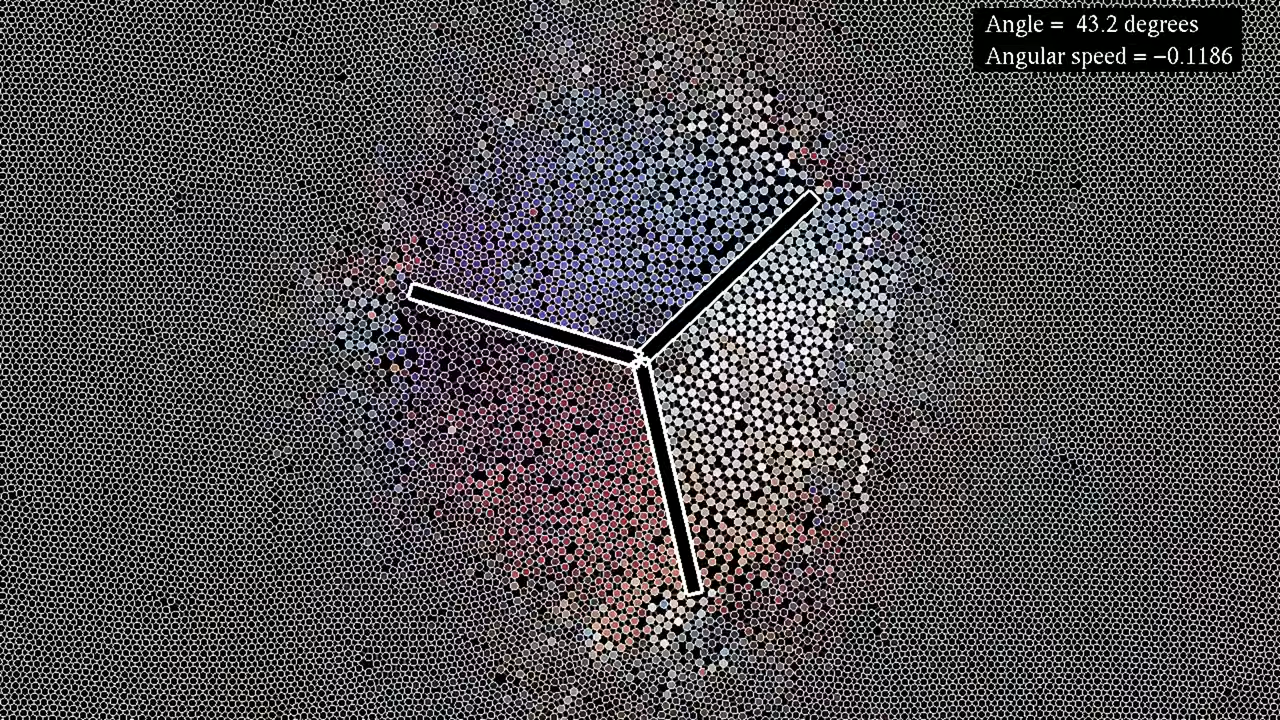 Angle =  43.2 degrees
Angular speed = −0.1186